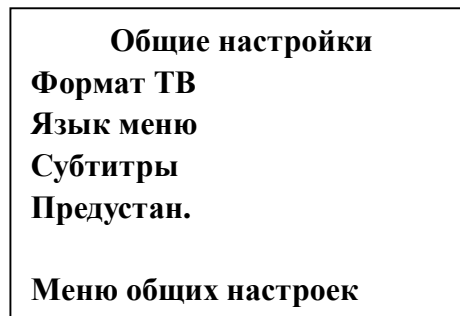 Общие настройки
Формат ТВ
Язык меню
Субтитры
Предустан.
Меню общих настроек